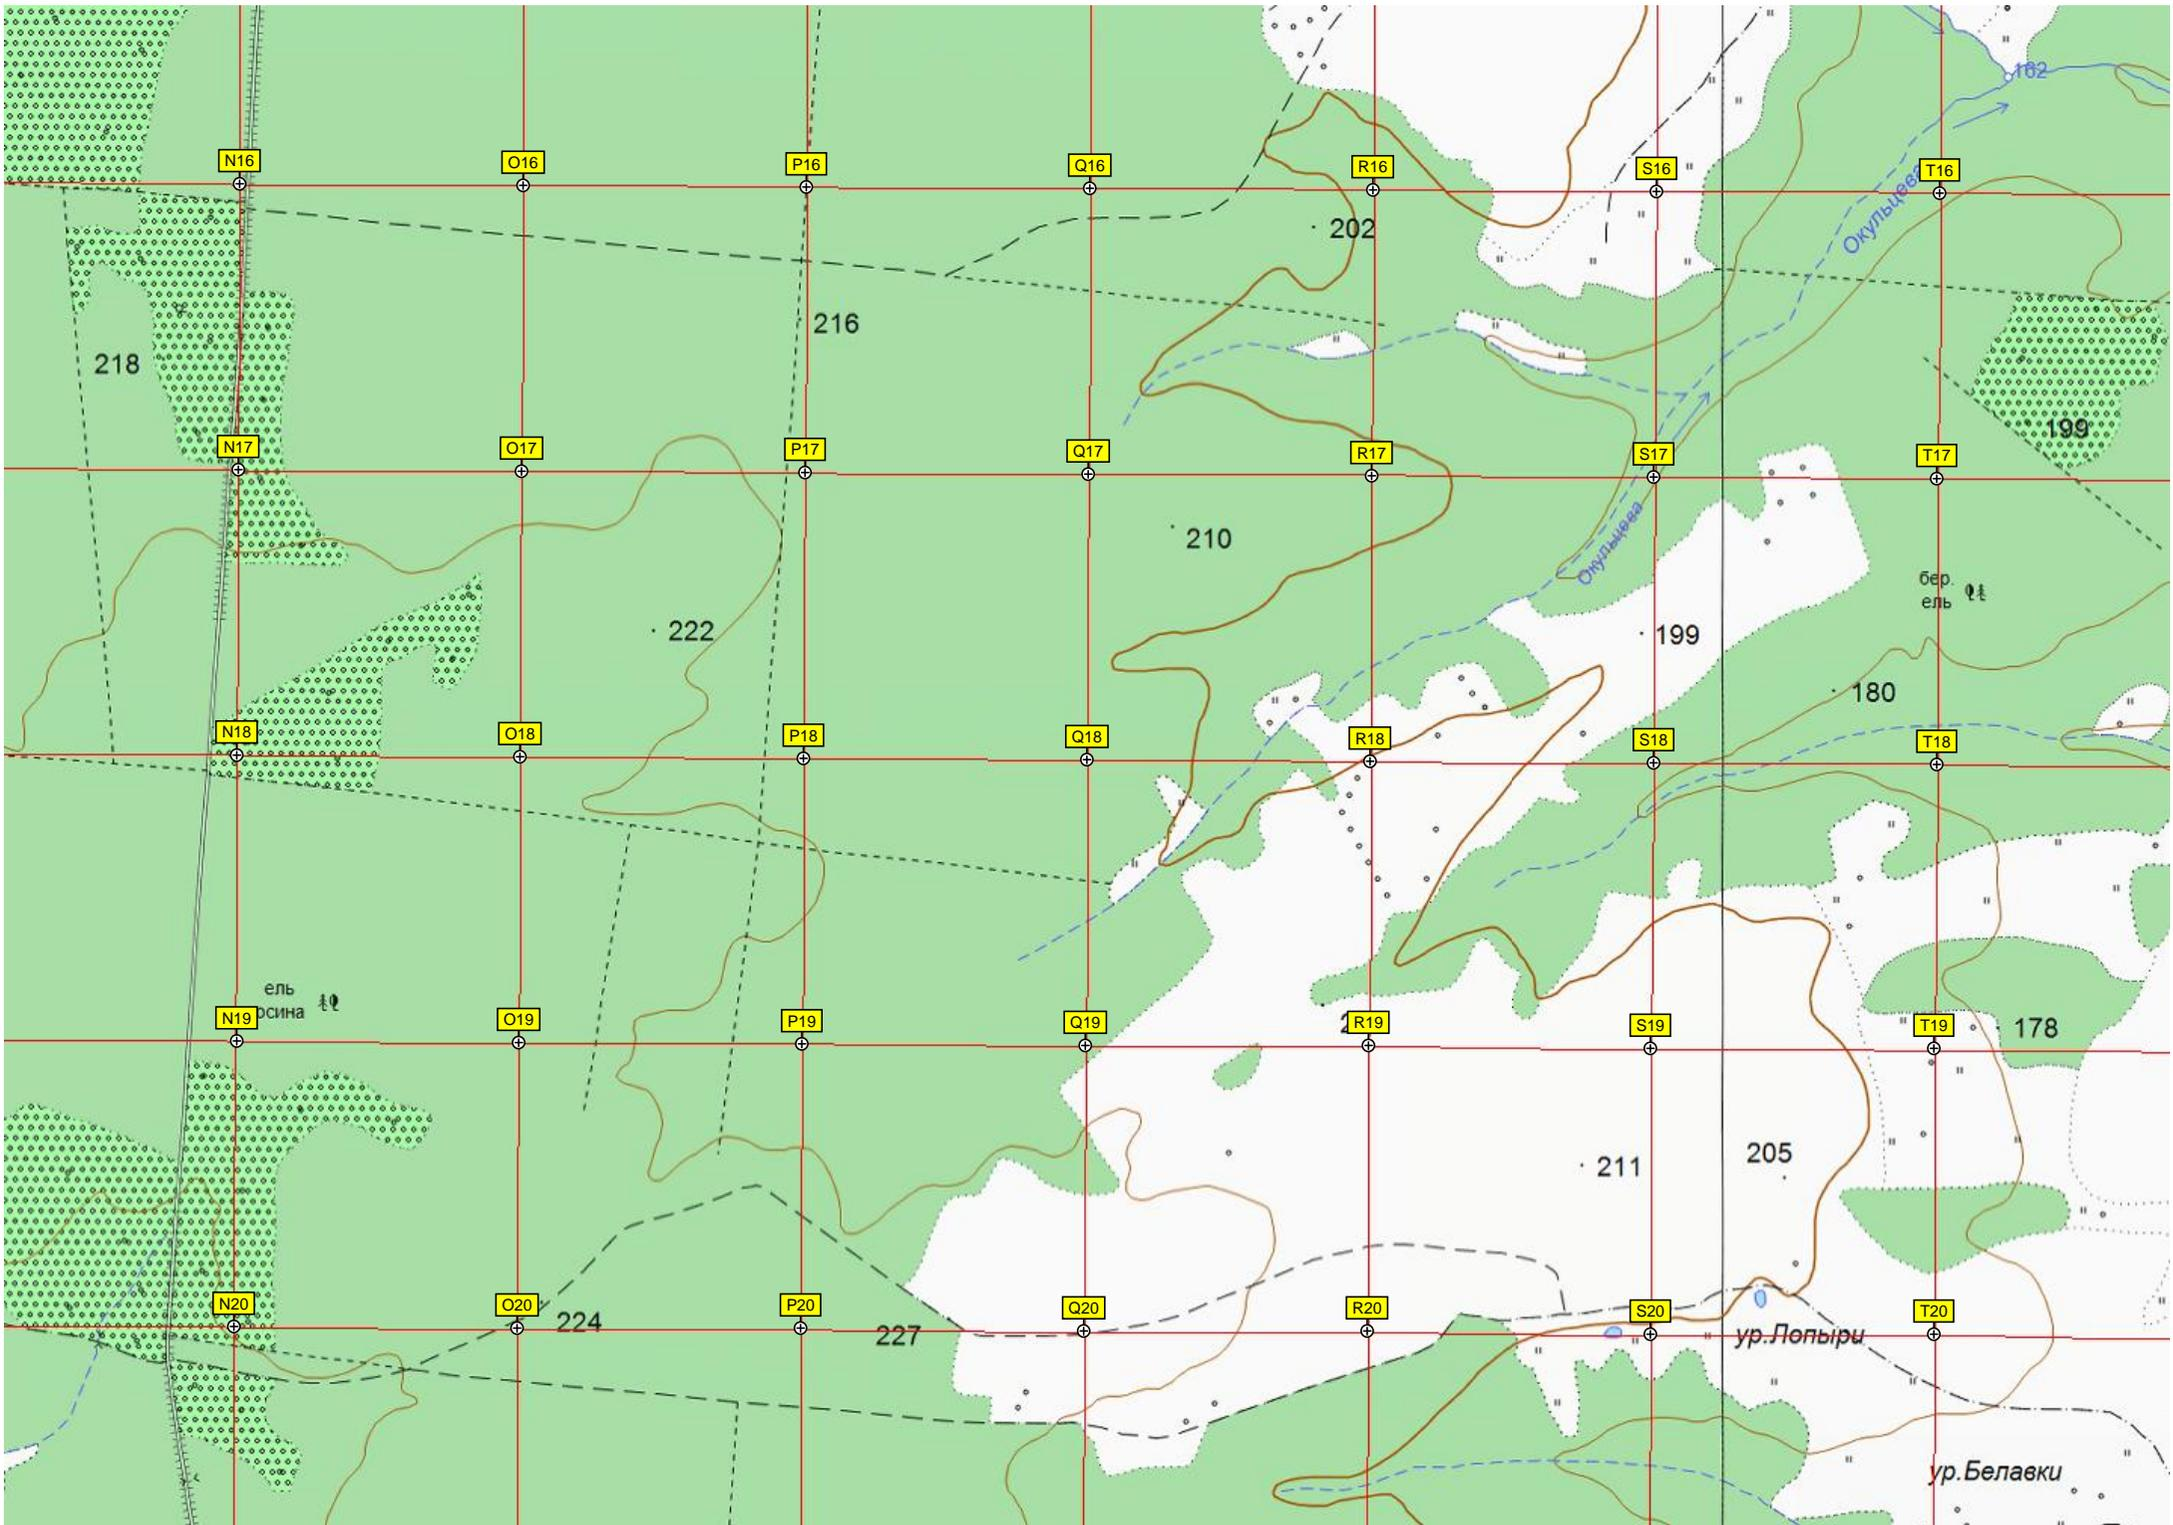 162
N16
O16
P16
Q16
R16
S16
T16
202
Окульцева
216
218
199
N17
O17
P17
Q17
R17
S17
T17
210
Окульцева
бер.
ель
222
199
180
N18
O18
P18
Q18
R18
S18
T18
ель
N19
O19
P19
Q19
R19
S19
T19
178
211
205
N20
O20
P20
Q20
R20
S20
T20
224
227
ур.Лопыри
ур.Белавки